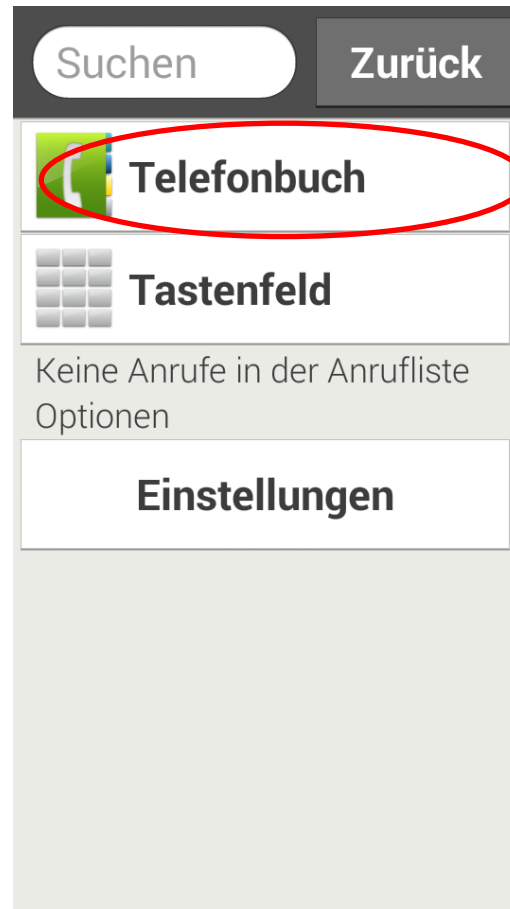 Suchen Zurück
Telefonbuch
Tastenfeld
Keine Anrufe in der Anrufliste
Optionen
Einstellungen